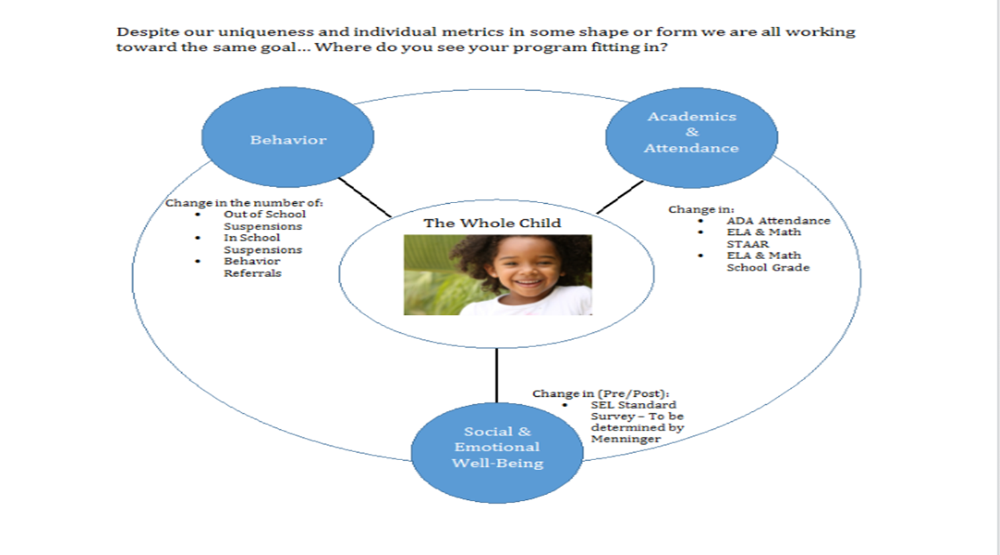 Despite our uniqueness and individual metrics in some shape or form we are all working
toward the same goal... Where do you see your program fitting in?
Behavior
Academics
&
Attendance
Change in the number of:
• Out of School
Suspensions
• In School
Suspensions
• Behavior
Referrals
The Whole Child
Change in:
• ADA Attendance
• ELA & Math
STAAR
• ELA & Math
School Grade
Change in (Pre/Post):
• SEL Standard
Survey – To be
determined by
Menninger
Social &
Emotional
Well-Being